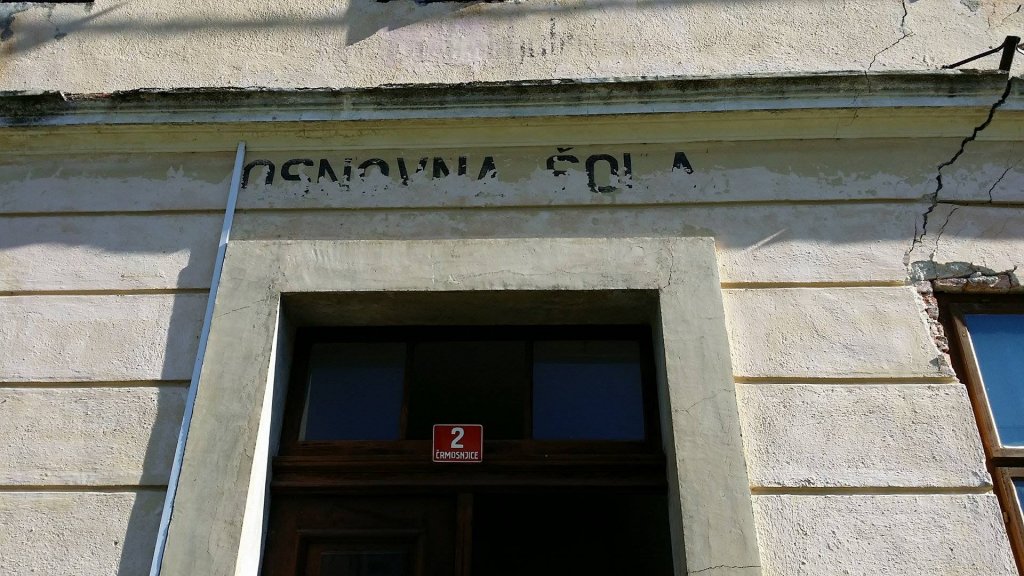 OSNOVNA ŠOLA
2
ČRMOŠNJICE